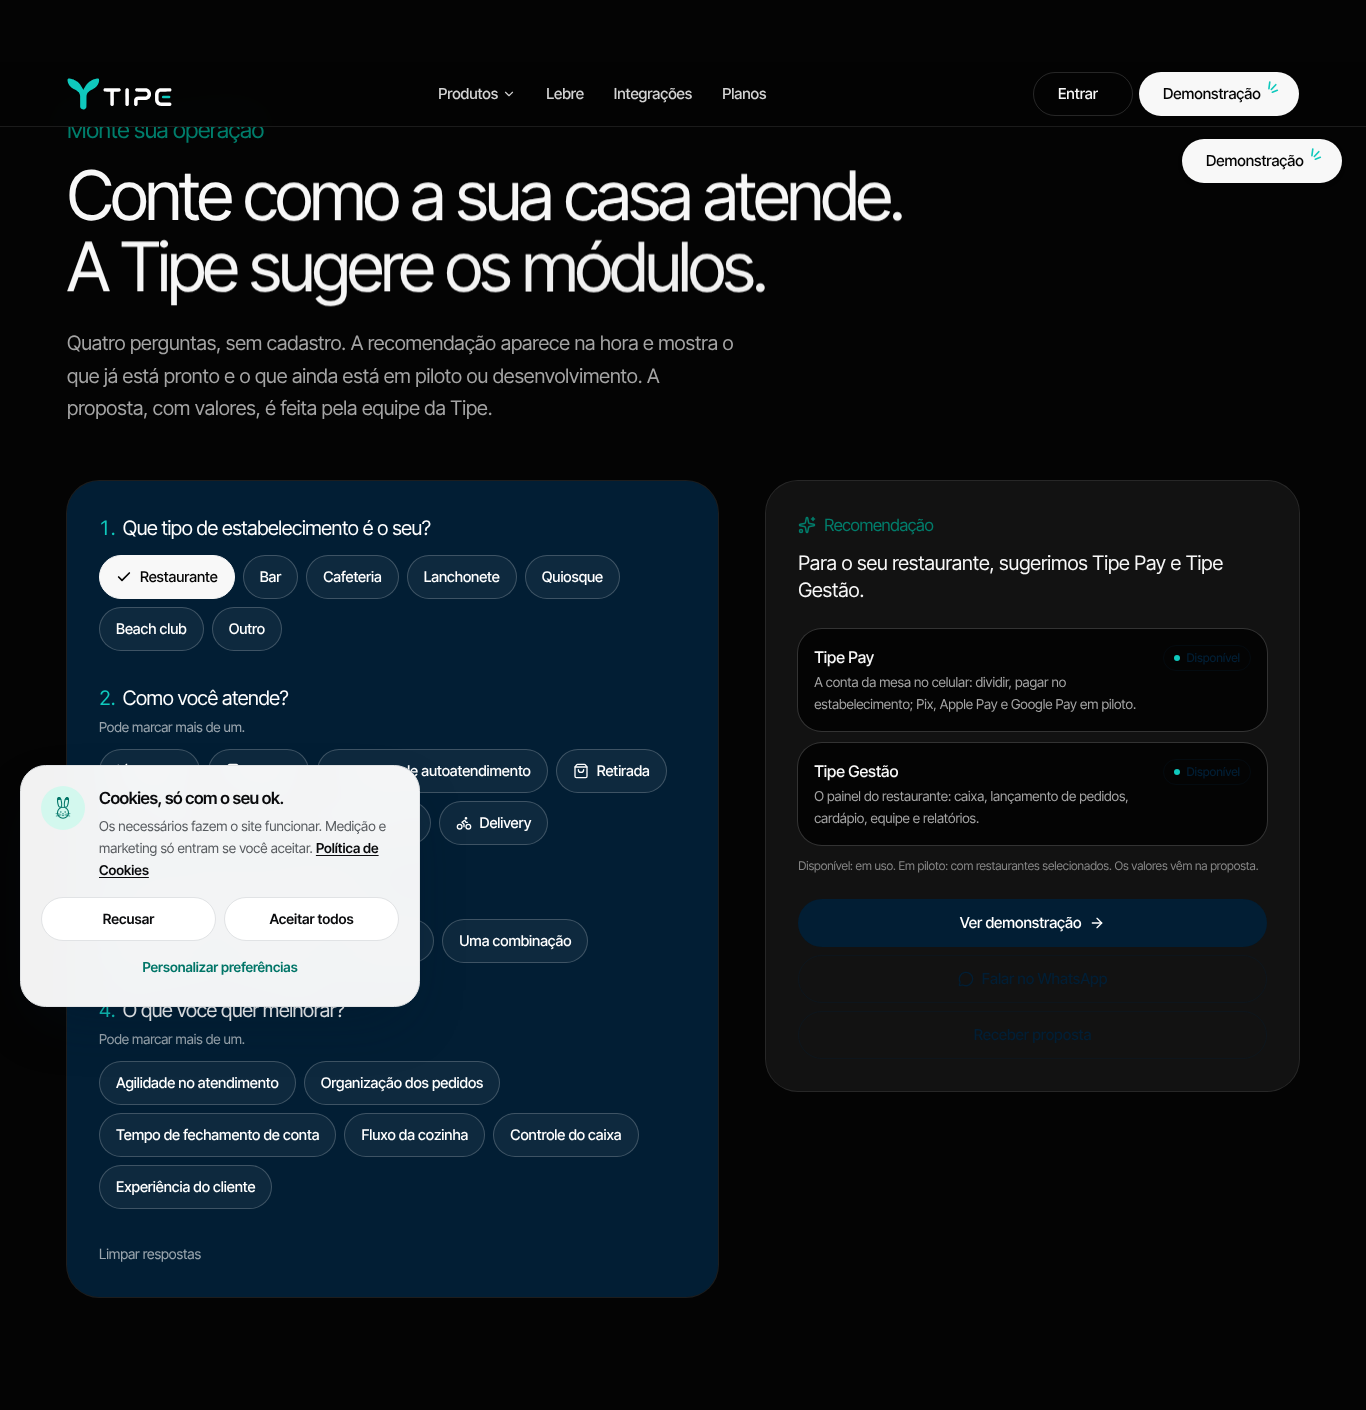 TIPE
Produtos
Lebre
Integrações
Planos
Entrar
Demonstração
Monte sua operação
Demonstração
Conte como a sua casa atende.
A Tipe sugere os módulos.
Quatro perguntas, sem cadastro. A recomendação aparece na hora e mostra o
que já está pronto e o que ainda está em piloto ou desenvolvimento. A
proposta, com valores, é feita pela equipe da Tipe.
1. Que tipo de estabelecimento é o seu?
Restaurante
Bar
Cafeteria
Lanchonete
Quiosque
Beach club
Outro
2. Como você atende?
Pode marcar mais de um.
de autoatendimento
Retirada
Delivery
Uma combinação
4. O que você quer melhorar?
Pode marcar mais de um.
Agilidade no atendimento
Organização dos pedidos
Tempo de fechamento de conta
Fluxo da cozinha
Controle do caixa
Experiência do cliente
Limpar respostas
Cookies, só com o seu ok.
Os necessários fazem o site funcionar. Medição e
marketing só entram se você aceitar. Política de
Cookies
Recusar
Aceitar todos
Personalizar preferências
Recomendação
Para o seu restaurante, sugerimos Tipe Pay e Tipe
Gestão.
Tipe Pay
Disponível
A conta da mesa no celular: dividir, pagar no
estabelecimento; Pix, Apple Pay e Google Pay em piloto.
Tipe Gestão
Disponível
O painel do restaurante: caixa, lançamento de pedidos,
cardápio, equipe e relatórios.
Disponível: em uso. Em piloto: com restaurantes selecionados. Os valores vêm na proposta.
Ver demonstração
Falar no WhatsApp
Receber proposta